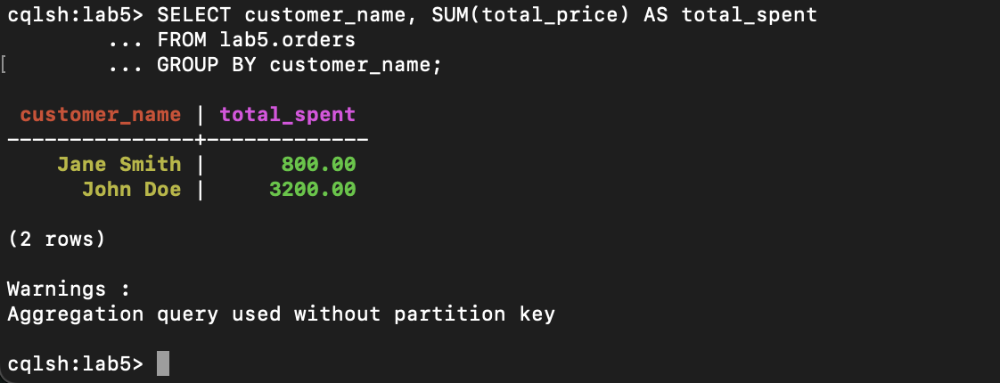 cqlsh:lab5> SELECT customer_name, SUM(total_price) AS total_spent
... FROM lab5.orders
[ ... GROUP BY customer_name;
customer_name | total_spent
---------------+-------------
Jane Smith | 800.00
John Doe | 3200.00
(2 rows)
Warnings :
Aggregation query used without partition key
cqlsh:lab5>